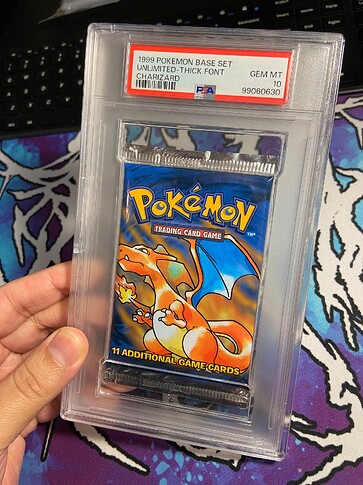 1999 POKEMON BASE SET
UNLIMITED-THICK FONT
CHARIZARD
GEM MT
10
99060630
PSA
POKéMON
TM
TRADING CARD GAME
11 ADDITIONAL GAME CARDS